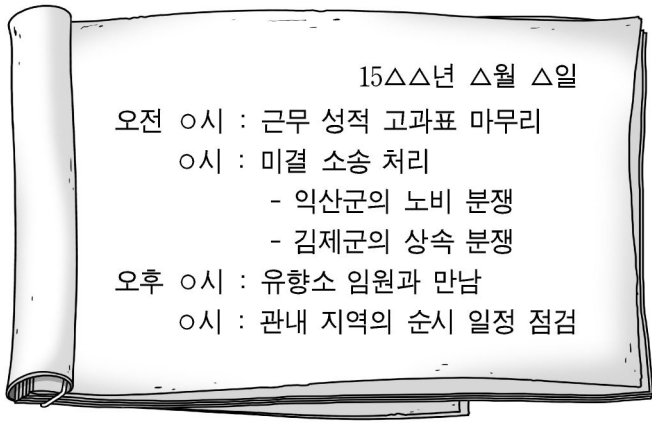 15△△년 △월 △일
오전 ○시 : 근무 성적 고과표 마무리
○시 : 미결 소송 처리
- 익산군의 노비 분쟁
- 김제군의 상속 분쟁
오후 ○시 : 유향소 임원과 만남
○시 : 관내 지역의 순시 일정 점검